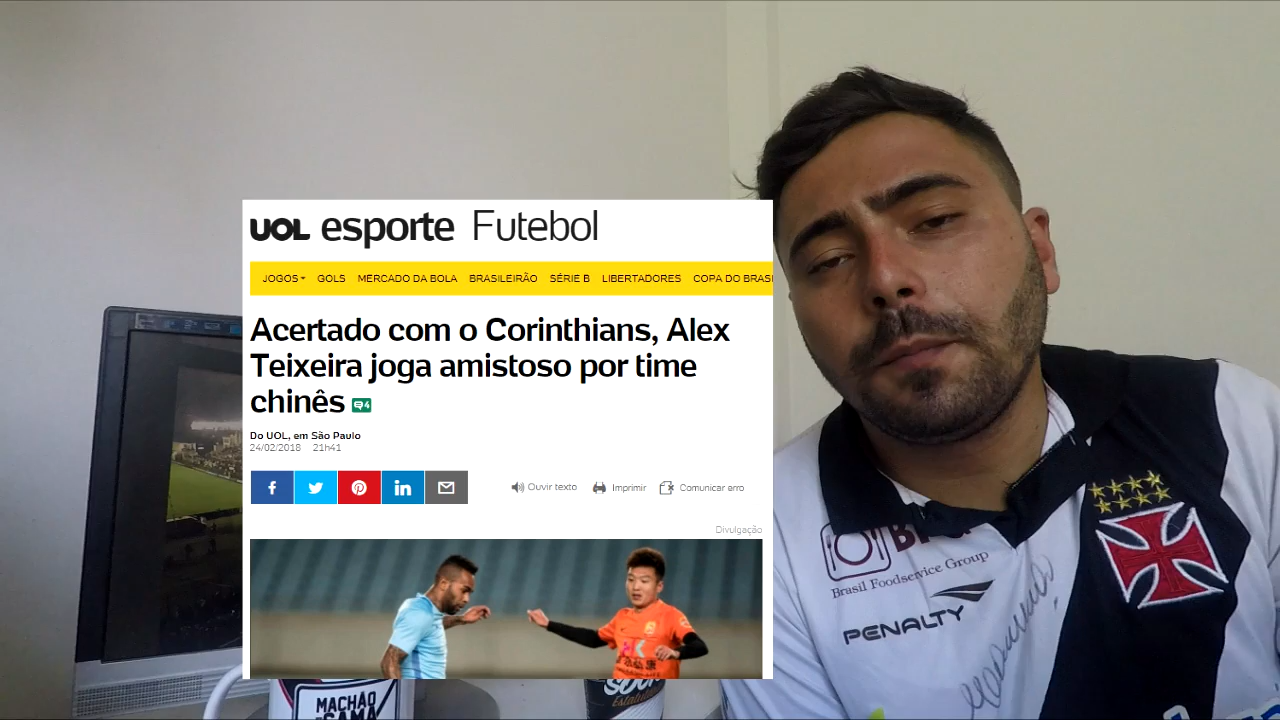 UOL esporte Futebol
JOGOS GOLS MERCADO DA BOLA BRASILEIRÃO SÉRIE B LIBERTADORES COPA DO BRASI
Acertado com o Corinthians, Alex
Teixeira joga amistoso por time
chinês 4
Do UOL, em São Paulo
24/02/2018 21h41
Ouvir texto Imprimir Comunicar erro
Divulgação
Brasil Foodservice Group
PENALTY
MACHÃO
GAMA